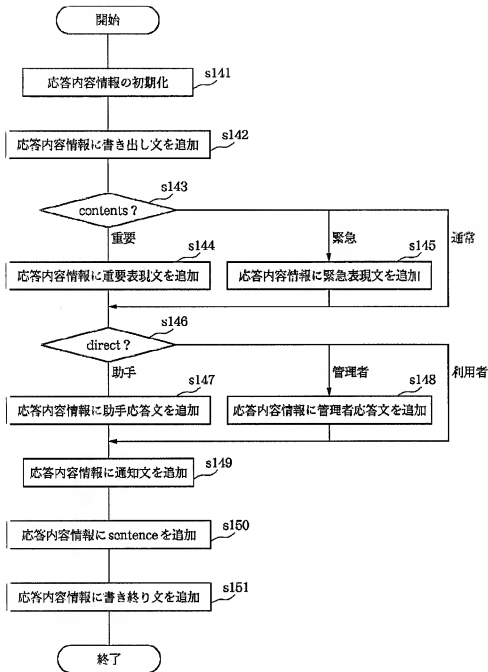 開始
s141
応答内容情報の初期化
s142
応答内容情報に書き出し文を追加
s143
contents？
重要
緊急
通常
s144
s145
応答内容情報に重要表現文を追加
応答内容情報に緊急表現文を追加
s146
direct？
助手
管理者
利用者
s147
s148
応答内容情報に助手応答文を追加
応答内容情報に管理者応答文を追加
s149
応答内容情報に通知文を追加
s150
応答内容情報にsentenceを追加
s151
応答内容情報に書き終り文を追加
終了